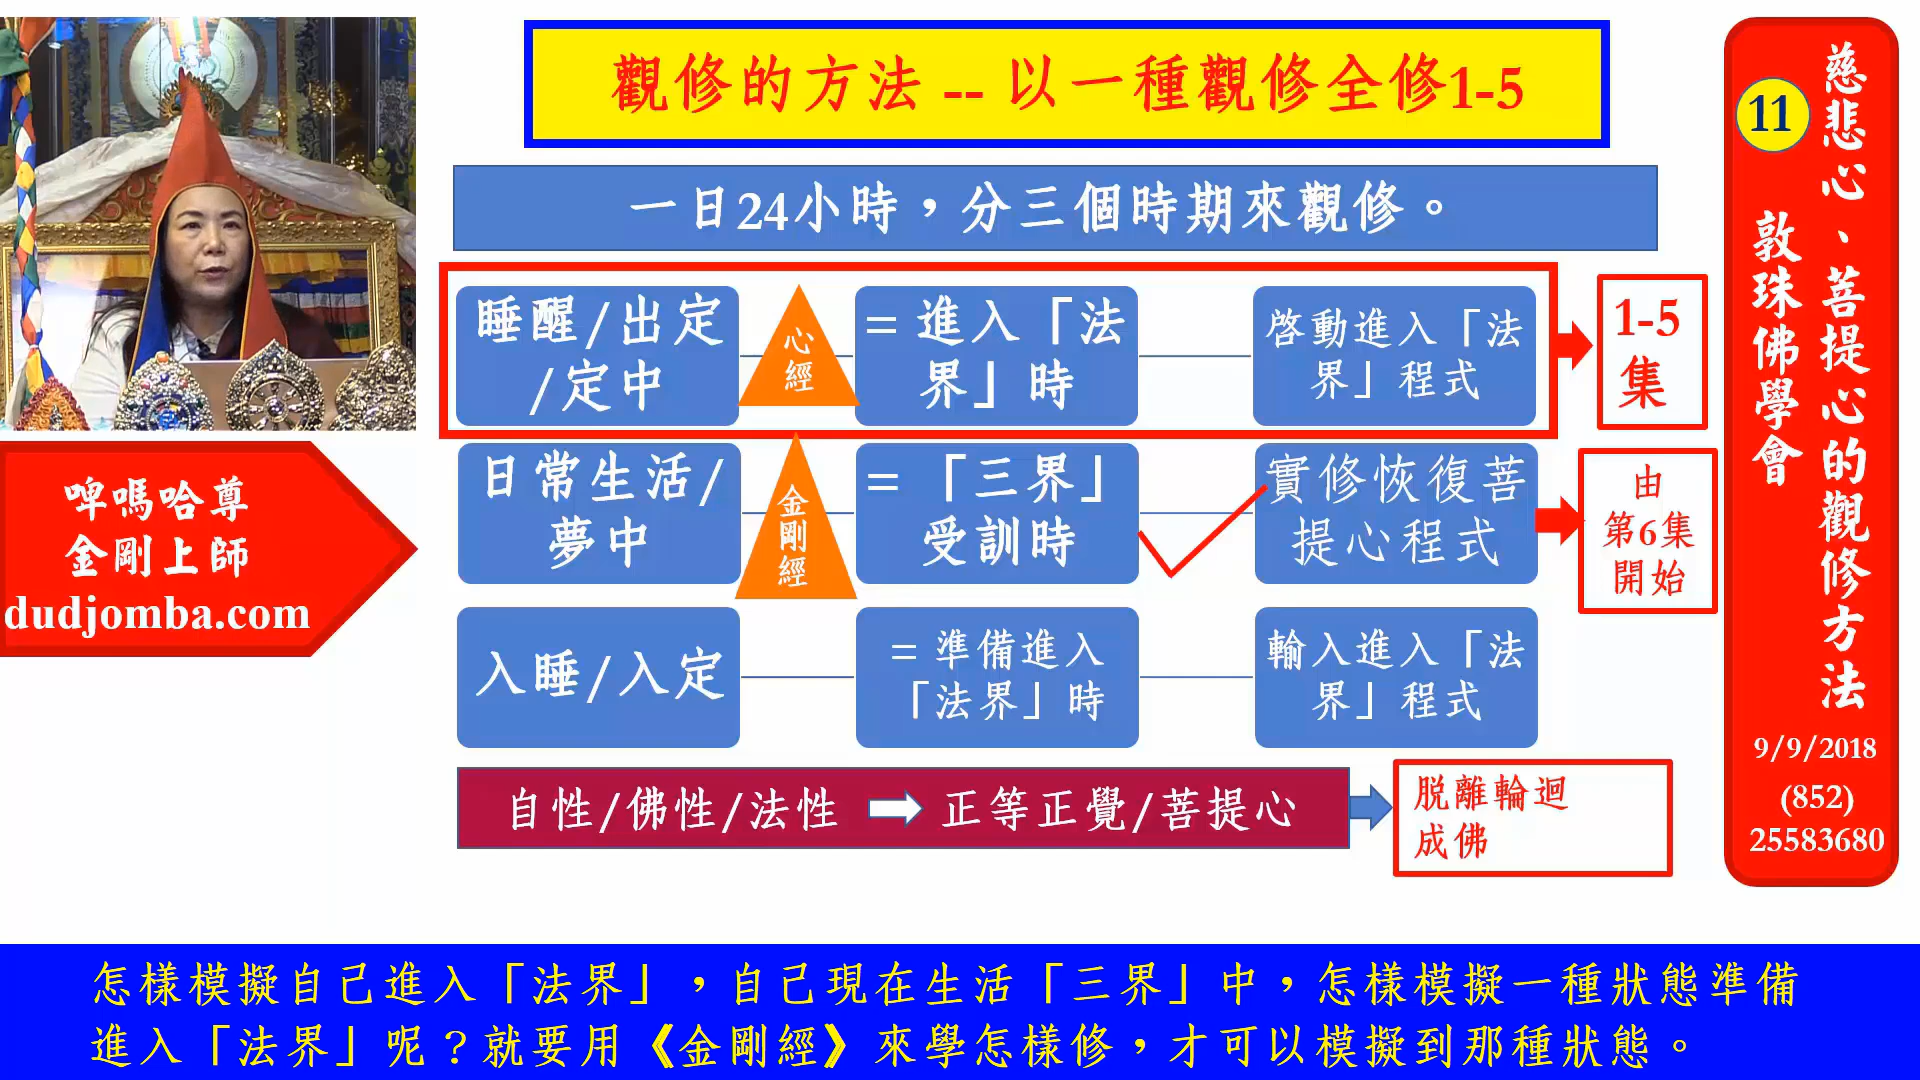 觀修的方法 -- 以一種觀修全修1-5
一日24小時，分三個時期來觀修。
睡醒/出定
/定中
心
經
= 進入「法
界」時
啓動進入「法
界」程式
1-5
集
日常生活/
夢中
金
剛
經
= 「三界」
受訓時
實修恢復菩
提心程式
由
第6集
開始
入睡/入定
= 準備進入
「法界」時
輸入進入「法
界」程式
自性/佛性/法性
正等正覺/菩提心
脫離輪迴
成佛
啤嗎哈尊
金剛上師
dudjomba.com
慈悲心、菩提心的觀修方法
11
敦珠佛學會
9/9/2018
(852)
25583680
怎樣模擬自己進入「法界」，自己現在生活「三界」中，怎樣模擬一種狀態準備
進入「法界」呢？就要用《金剛經》來學怎樣修，才可以模擬到那種狀態。